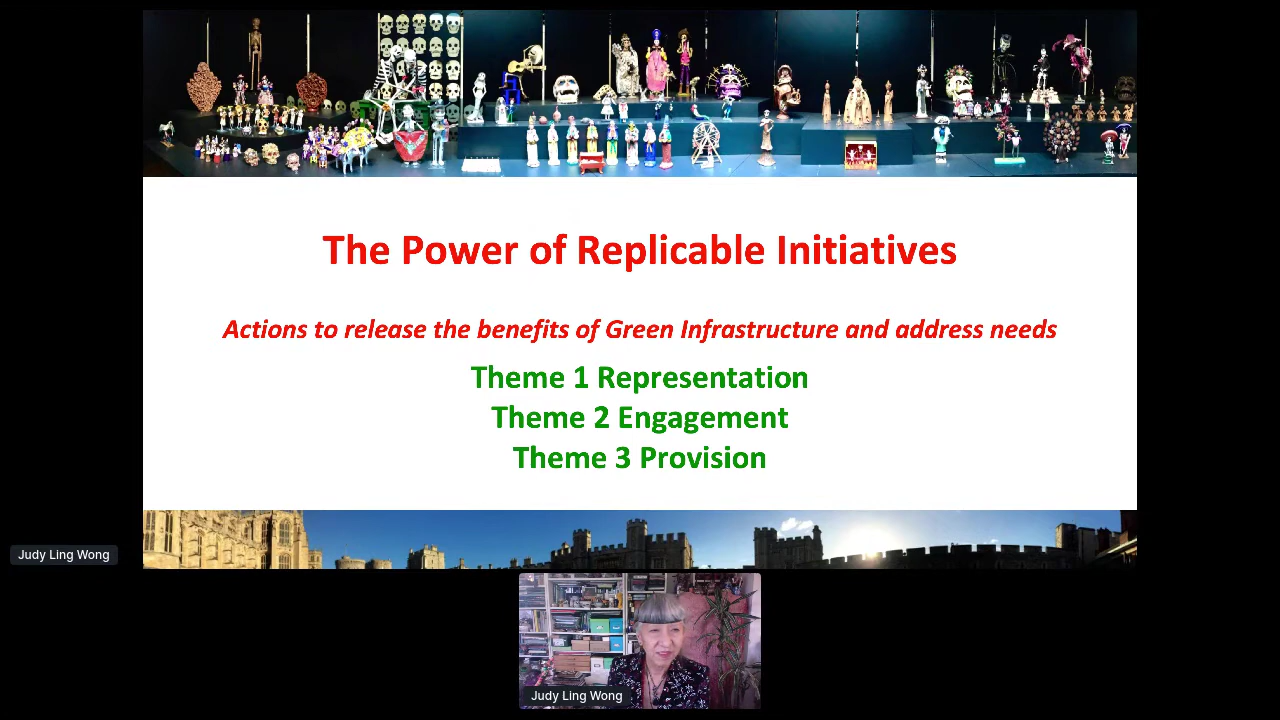 The Power of Replicable Initiatives
Actions to release the benefits of Green Infrastructure and address needs
Theme 1 Representation
Theme 2 Engagement
Theme 3 Provision
Judy Ling Wong
Judy Ling Wong